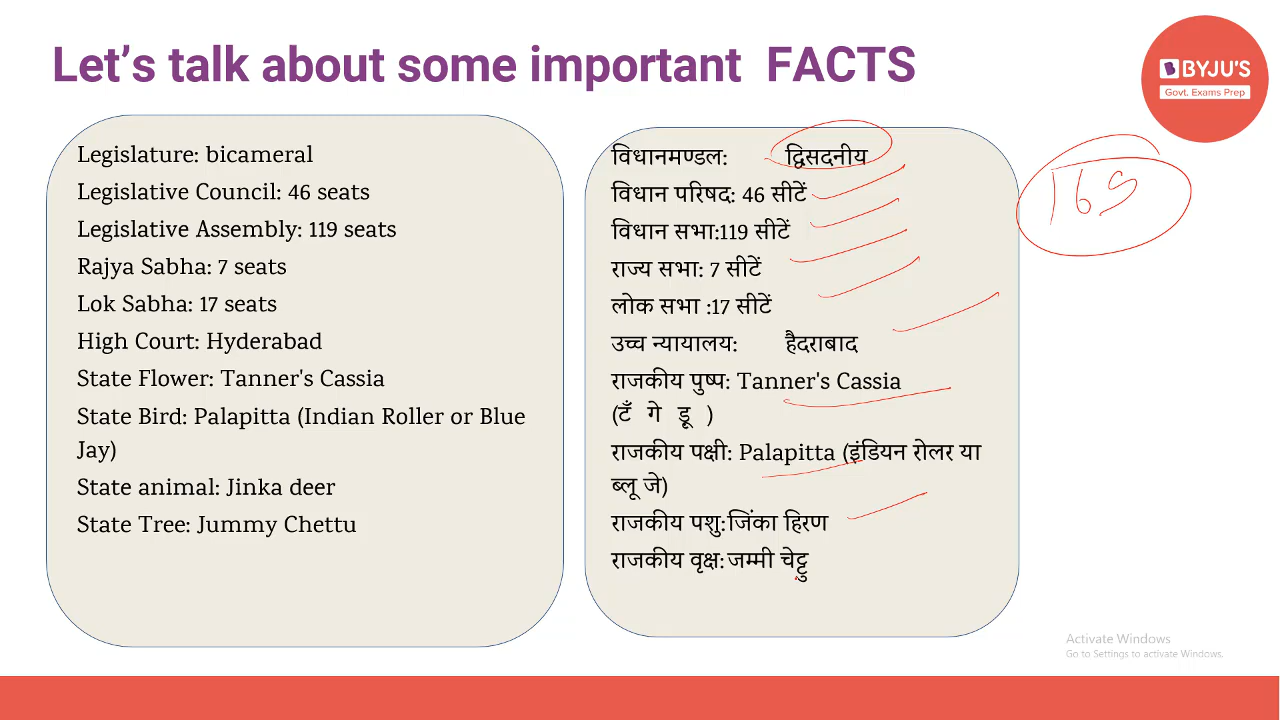 Let's talk about some important FACTS
BYJU'S
Govt. Exams Prep
Legislature: bicameral
Legislative Council: 46 seats
Legislative Assembly: 119 seats
Rajya Sabha: 7 seats
Lok Sabha: 17 seats
High Court: Hyderabad
State Flower: Tanner's Cassia
State Bird: Palapitta (Indian Roller or Blue
Jay)
State animal: Jinka deer
State Tree: Jummy Chettu
विधानमण्डल: द्विसदनीय
विधान परिषद: 46 सीटें
विधान सभा:119 सीटें
राज्य सभा: 7 सीटें
लोक सभा :17 सीटें
उच्च न्यायालय: हैदराबाद
राजकीय पुष्प: Tanner's Cassia
(टँ गे डू )
राजकीय पक्षी: Palapitta (इंडियन रोलर या
ब्लू जे)
राजकीय पशु:जिंका हिरण
राजकीय वृक्ष:जम्मी चेट्टु
Activate Windows
Go to Settings to activate Windows.